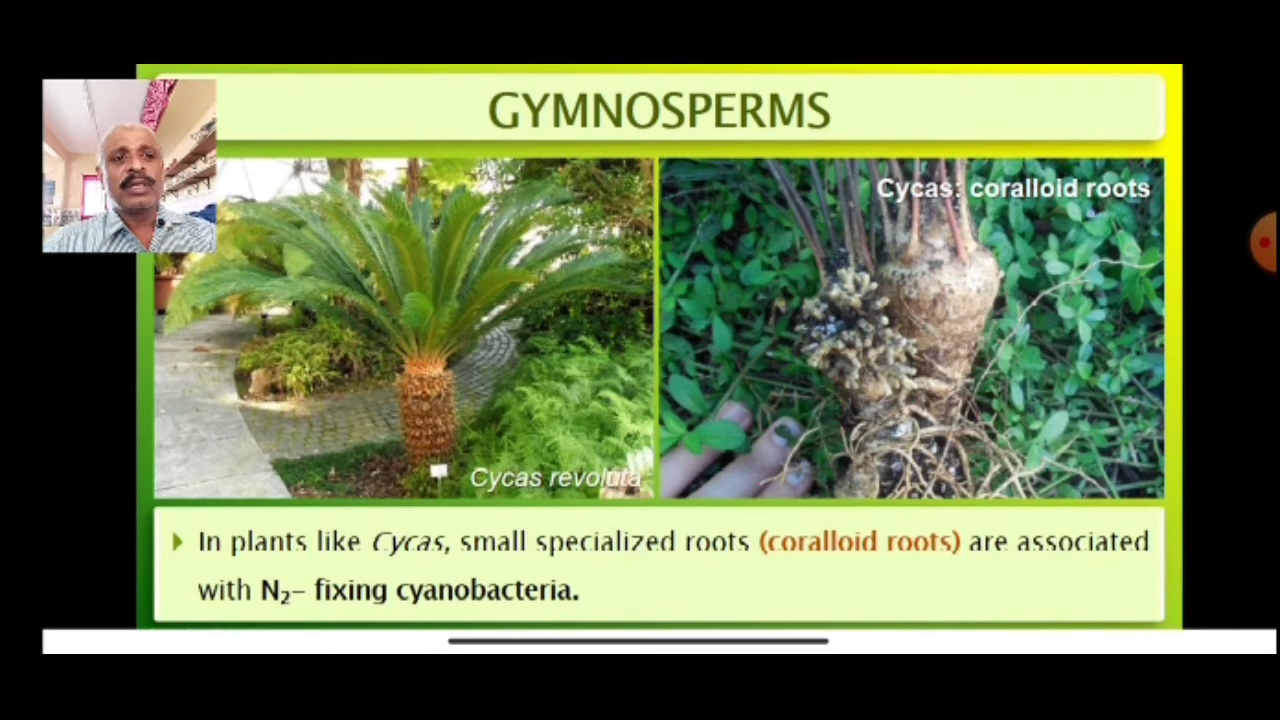 GYMNOSPERMS
Cycas: coralloid roots
Cycas revoluta
In plants like Cycas, small specialized roots (coralloid roots) are associated
with N₂– fixing cyanobacteria.